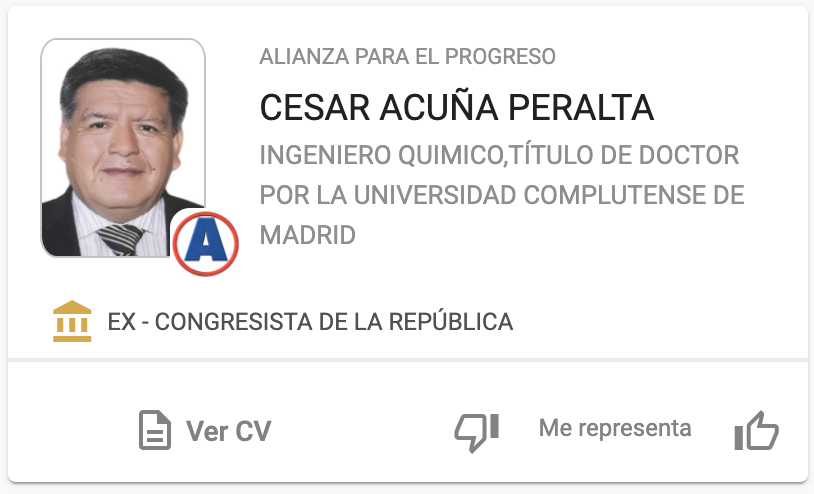 ALIANZA PARA EL PROGRESO
CESAR ACUÑA PERALTA
INGENIERO QUIMICO,TÍTULO DE DOCTOR
POR LA UNIVERSIDAD COMPLUTENSE DE
MADRID
A
EX - CONGRESISTA DE LA REPÚBLICA
Ver CV
Me representa